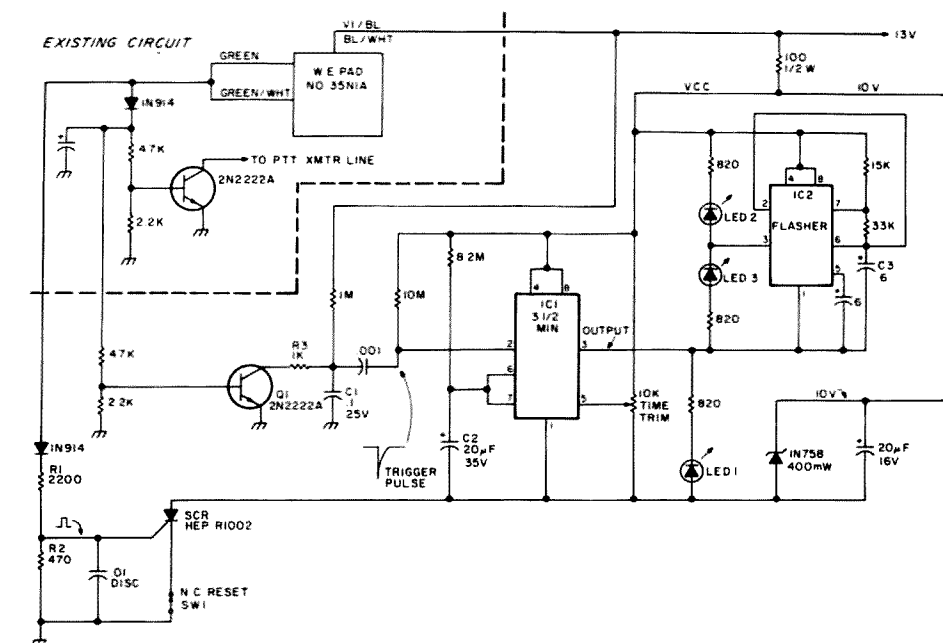 EXISTING CIRCUIT
VI/BL
BL/WHT
13V
GREEN
GREEN/WHT
W E PAD
NO. 35N1A
100
1/2 W
VCC
10V
1N914
47K
TO PTT XMTR LINE
2N2222A
2.2K
820
LED 2
LED 3
820
4
8
IC2
FLASHER
2
7
3
6
5
1
15K
33K
C3
6
.6
8.2M
1M
10M
4
8
IC1
3 1/2
MIN
2
3
6
7
5
1
OUTPUT
R3
1K
.001
47K
Q1
2N2222A
2.2K
C1
.1
25V
10K
TIME
TRIM
820
LED 1
10V
1N758
400mW
20µF
16V
C2
20µF
35V
TRIGGER
PULSE
1N914
R1
2200
SCR
HEP R1002
R2
470
.01
DISC
N C RESET
SW1